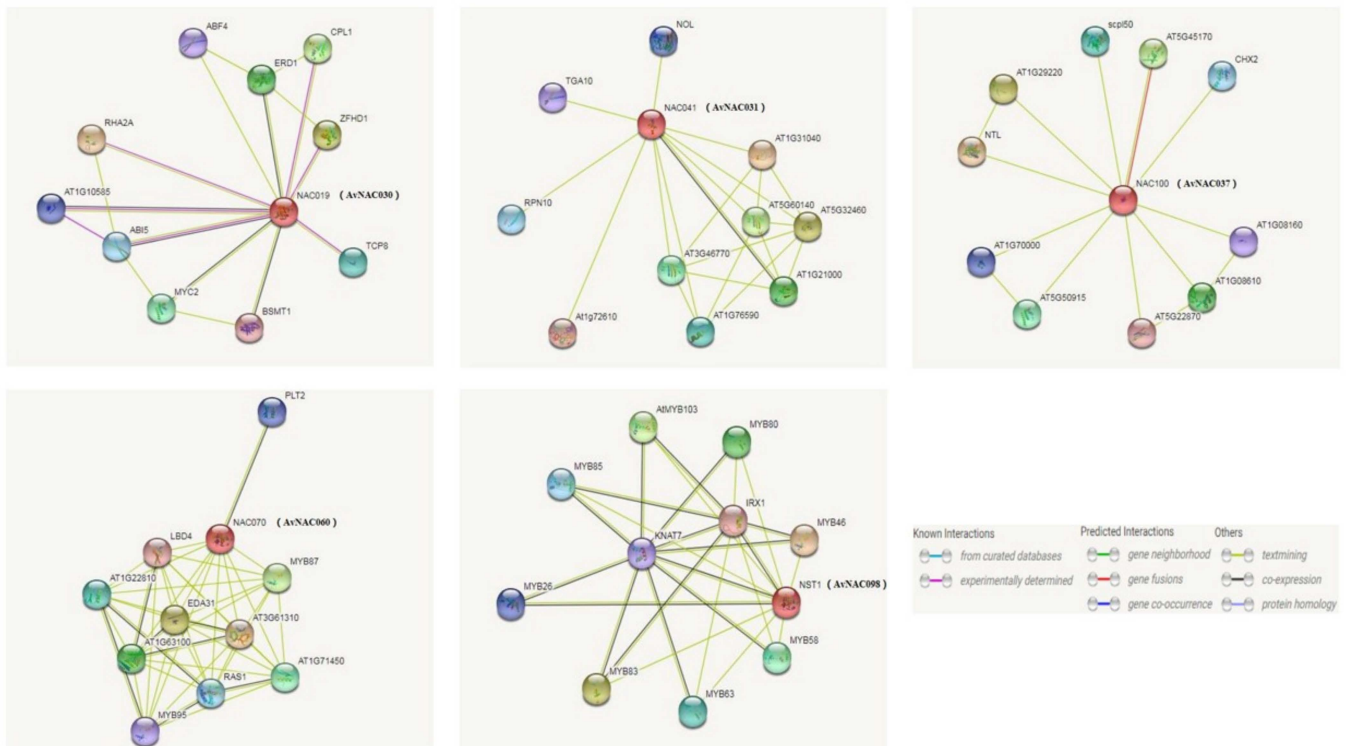 ABF4
CPL1
ERD1
RHA2A
ZFHD1
AT1G10585
NAC019 (AvNAC030)
ABI5
TCP8
MYC2
BSMT1
NOL
TGA10
NAC041 (AvNAC031)
AT1G31040
RPN10
AT5G60140
AT5G32460
AT3G46770
AT1G21000
At1g72610
AT1G76590
scpl50
AT5G45170
CHX2
AT1G29220
NTL
NAC100 (AvNAC037)
AT1G08160
AT1G70000
AT1G08610
AT5G50915
AT5G22870
PLT2
NAC070 (AvNAC060)
LBD4
MYB87
AT1G22810
EDA31
AT3G61310
AT1G63100
AT1G71450
RAS1
MYB95
AtMYB103
MYB80
MYB85
IRX1
MYB46
KNAT7
MYB26
NST1 (AvNAC098)
MYB58
MYB83
MYB63
Known Interactions
from curated databases
experimentally determined
Predicted Interactions
gene neighborhood
gene fusions
gene co-occurrence
Others
textmining
co-expression
protein homology